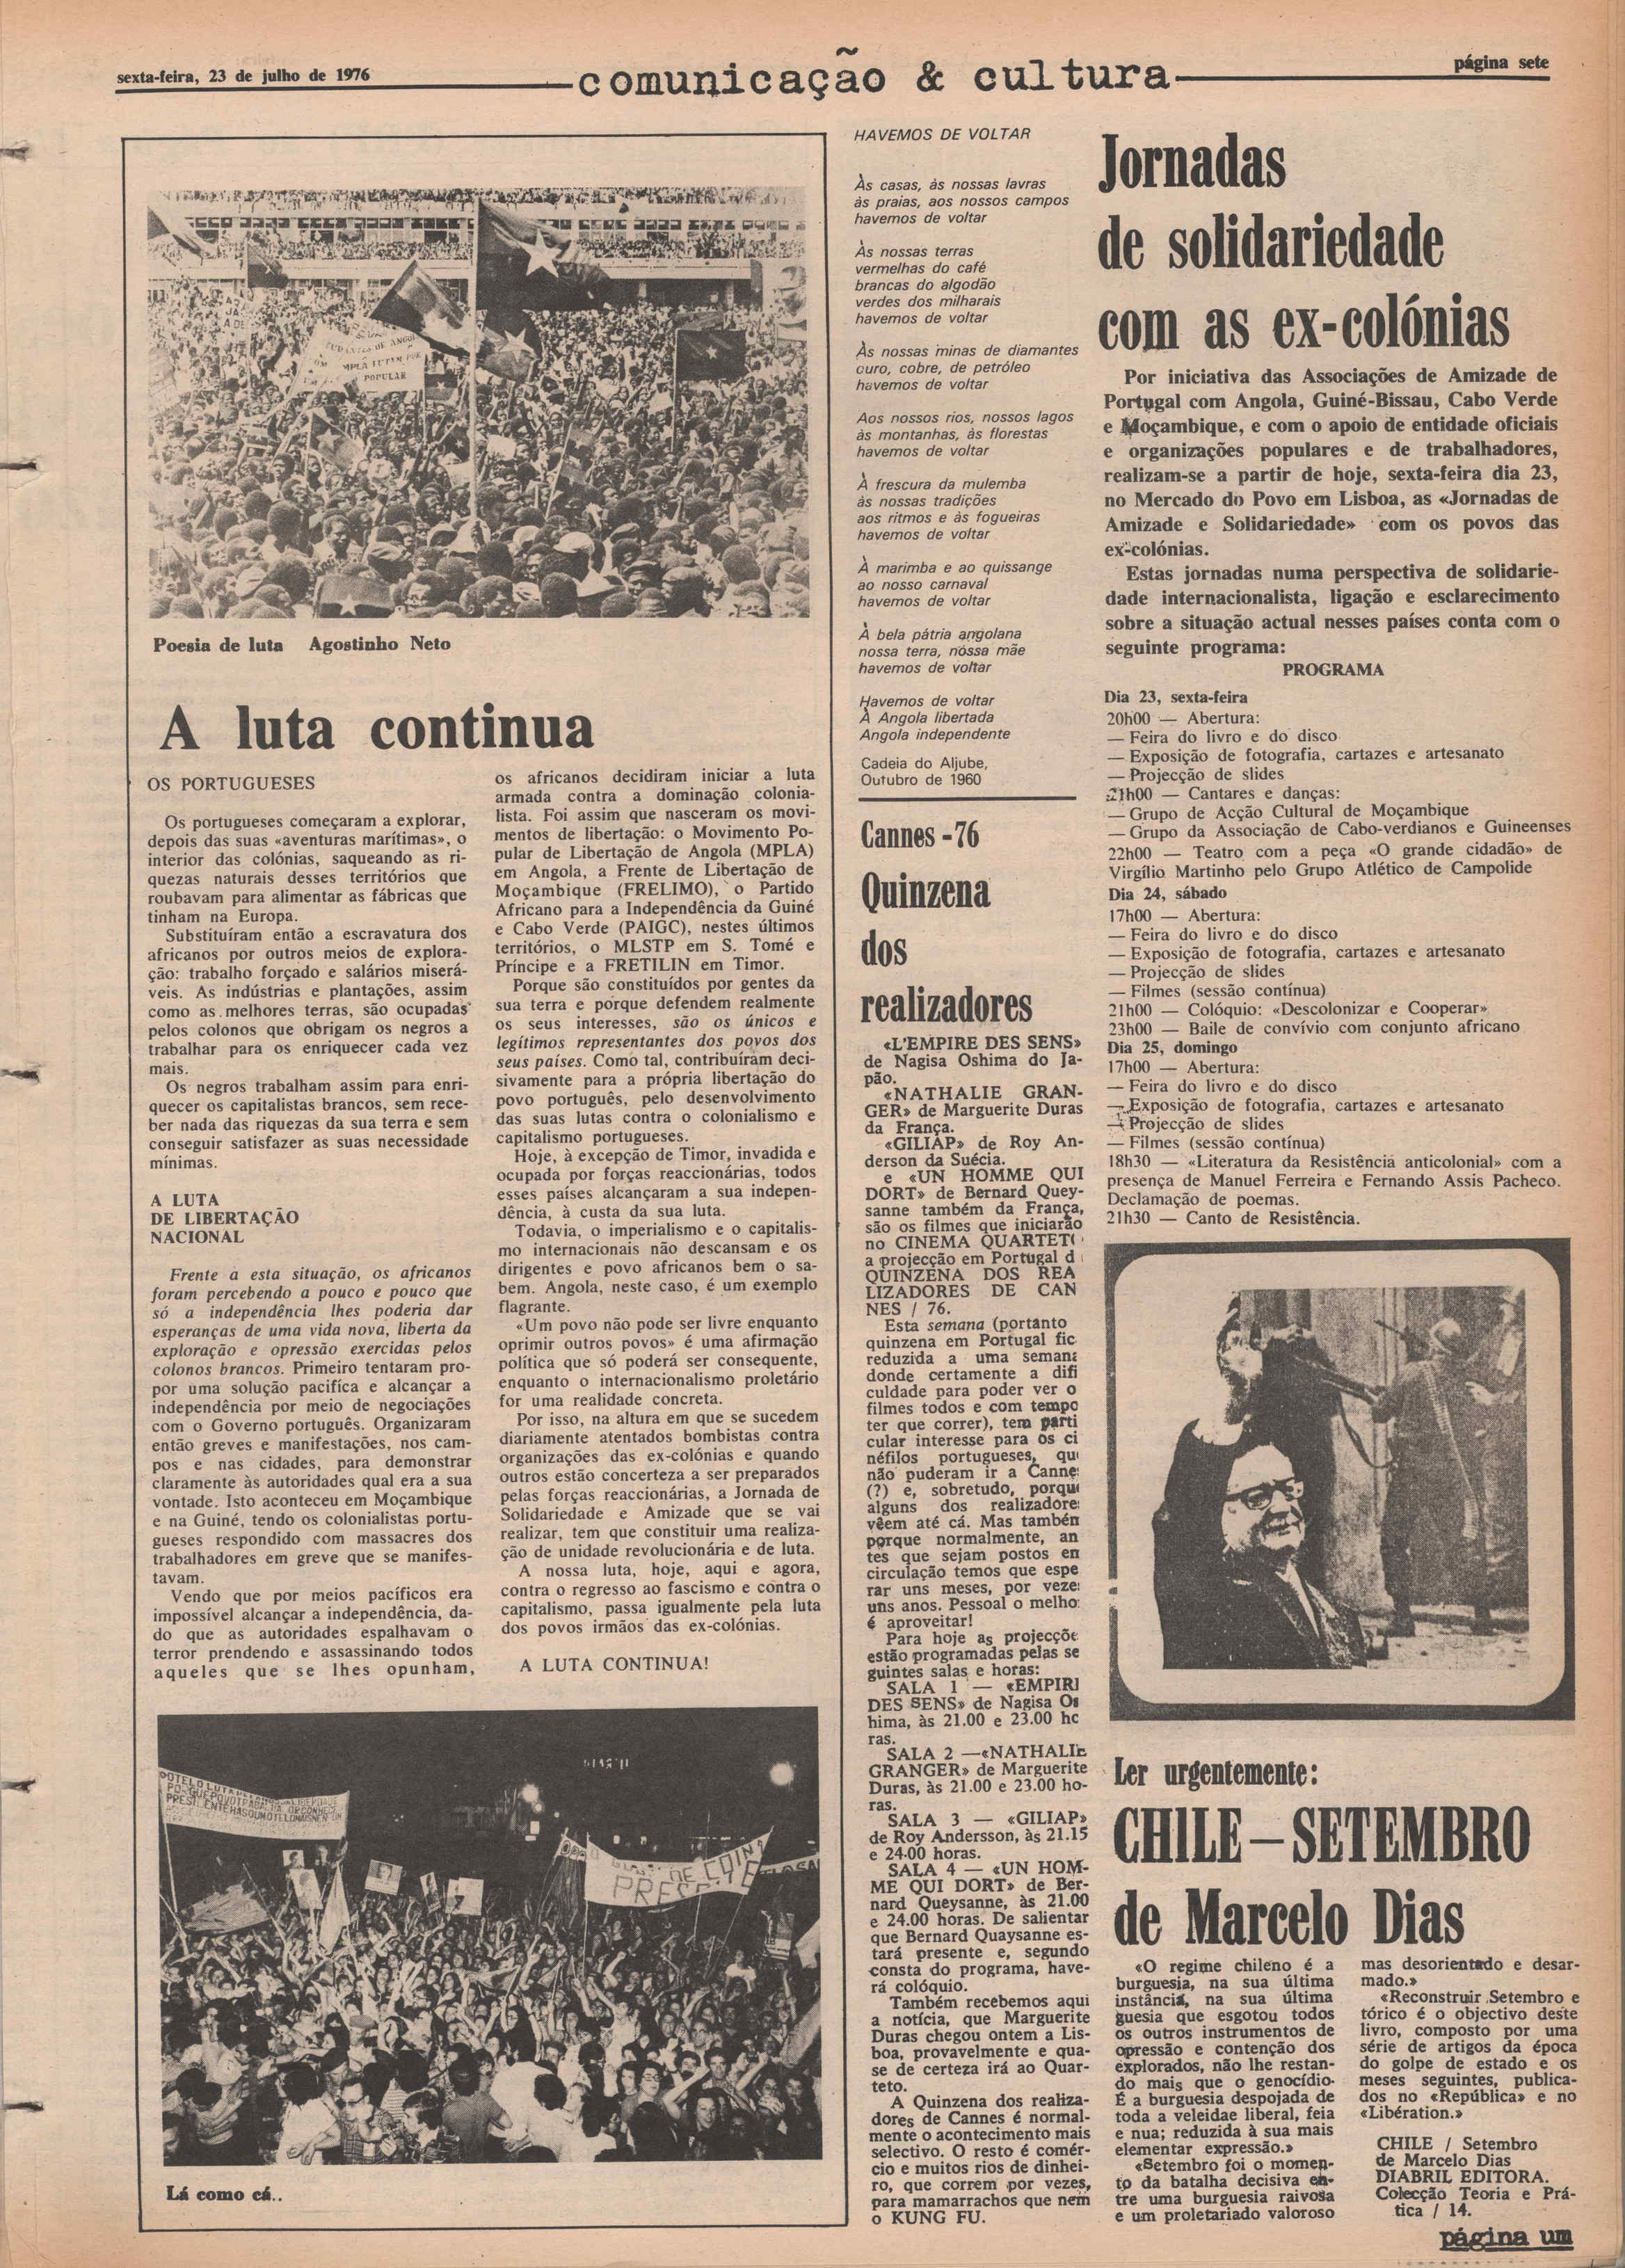 sexta-feira, 23 de julho de 1976
comunicação & cultura
página sete
Poesia de luta Agostinho Neto
A luta continua
OS PORTUGUESES
Os portugueses começaram a explorar,
depois das suas «aventuras marítimas», o
interior das colónias, saqueando as ri-
quezas naturais desses territórios que
roubavam para alimentar as fábricas que
tinham na Europa.
Substituíram então a escravatura dos
africanos por outros meios de explora-
ção: trabalho forçado e salários miserá-
veis. As indústrias e plantações, assim
como as melhores terras, são ocupadas
pelos colonos que obrigam os negros a
trabalhar para os enriquecer cada vez
mais.
Os negros trabalham assim para enri-
quecer os capitalistas brancos, sem rece-
ber nada das riquezas da sua terra e sem
conseguir satisfazer as suas necessidade
mínimas.
A LUTA
DE LIBERTAÇÃO
NACIONAL
Frente a esta situação, os africanos
foram percebendo a pouco e pouco que
só a independência lhes poderia dar
esperanças de uma vida nova, liberta da
exploração e opressão exercidas pelos
colonos brancos. Primeiro tentaram pro-
por uma solução pacifíca e alcançar a
independência por meio de negociações
com o Governo português. Organizaram
então greves e manifestações, nos cam-
pos e nas cidades, para demonstrar
claramente às autoridades qual era a sua
vontade. Isto aconteceu em Moçambique
e na Guiné, tendo os colonialistas portu-
gueses respondido com massacres dos
trabalhadores em greve que se manifes-
tavam.
Vendo que por meios pacíficos era
impossível alcançar a independência, da-
do que as autoridades espalhavam o
terror prendendo e assassinando todos
aqueles que se lhes opunham,
os africanos decidiram iniciar a luta
armada contra a dominação colonia-
lista. Foi assim que nasceram os movi-
mentos de libertação: o Movimento Po-
pular de Libertação de Angola (MPLA)
em Angola, a Frente de Libertação de
Moçambique (FRELIMO), o Partido
Africano para a Independência da Guiné
e Cabo Verde (PAIGC), nestes últimos
territórios, o MLSTP em S. Tomé e
Príncipe e a FRETILIN em Timor.
Porque são constituídos por gentes da
sua terra e porque defendem realmente
os seus interesses, são os únicos e
legítimos representantes dos povos dos
seus países. Como tal, contribuíram deci-
sivamente para a própria libertação do
povo português, pelo desenvolvimento
das suas lutas contra o colonialismo e
capitalismo portugueses.
Hoje, à excepção de Timor, invadida e
ocupada por forças reaccionárias, todos
esses países alcançaram a sua indepen-
dência, à custa da sua luta.
Todavia, o imperialismo e o capitalis-
mo internacionais não descansam e os
dirigentes e povo africanos bem o sa-
bem. Angola, neste caso, é um exemplo
flagrante.
«Um povo não pode ser livre enquanto
oprimir outros povos» é uma afirmação
política que só poderá ser consequente,
enquanto o internacionalismo proletário
for uma realidade concreta.
Por isso, na altura em que se sucedem
diariamente atentados bombistas contra
organizações das ex-colónias e quando
outros estão concerteza a ser preparados
pelas forças reaccionárias, a Jornada de
Solidariedade e Amizade que se vai
realizar, tem que constituir uma realiza-
ção de unidade revolucionária e de luta.
A nossa luta, hoje, aqui e agora,
contra o regresso ao fascismo e contra o
capitalismo, passa igualmente pela luta
dos povos irmãos das ex-colónias.
A LUTA CONTINUA!
Lá como cá..
HAVEMOS DE VOLTAR
Às casas, às nossas lavras
às praias, aos nossos campos
havemos de voltar
Às nossas terras
vermelhas do café
brancas do algodão
verdes dos milharais
havemos de voltar
Às nossas minas de diamantes
ouro, cobre, de petróleo
havemos de voltar
Aos nossos rios, nossos lagos
às montanhas, às florestas
havemos de voltar
À frescura da mulemba
às nossas tradições
aos ritmos e às fogueiras
havemos de voltar
À marimba e ao quissange
ao nosso carnaval
havemos de voltar
À bela pátria angolana
nossa terra, nossa mãe
havemos de voltar
Havemos de voltar
À Angola libertada
Angola independente
Cadeia do Aljube,
Outubro de 1960
Cannes -76
Quinzena
dos
realizadores
«L'EMPIRE DES SENS»
de Nagisa Oshima do Ja-
pão.
«NATHALIE GRAN-
GER» de Marguerite Duras
da França.
«GILIAP» de Roy An-
derson da Suécia.
e «UN HOMME QUI
DORT» de Bernard Quey-
sanne também da França,
são os filmes que iniciarão
no CINEMA QUARTET
a projecção em Portugal d
QUINZENA DOS REA
LIZADORES DE CAN
NES / 76.
Esta semana (portanto
quinzena em Portugal fic
reduzida a uma seman
donde certamente a difi
culdade para poder ver o
filmes todos e com tempo
ter que correr), tem parti
cular interesse para os ci
néfilos portugueses, qu
não puderam ir a Canne
(?) e, sobretudo, porqu
alguns dos realizadore
vêem até cá. Mas també
porque normalmente, an
tes que sejam postos en
circulação temos que espe
rar uns meses, por veze
uns anos. Pessoal o melho
é aproveitar!
Para hoje as projecçõe
estão programadas pelas se
guintes salas e horas:
SALA 1 — «EMPIRI
DES SENS» de Nagisa Os
hima, às 21.00 e 23.00 ho
ras.
SALA 2 —«NATHALIE
GRANGER» de Marguerite
Duras, às 21.00 e 23.00 ho-
ras.
SALA 3 — «GILIAP»
de Roy Andersson, às 21.15
e 24.00 horas.
SALA 4 — «UN HOM-
ME QUI DORT» de Ber-
nard Queysanne, às 21.00
e 24.00 horas. De salientar
que Bernard Quaysanne es-
tará presente e, segundo
consta do programa, have-
rá colóquio.
Também recebemos aqui
a notícia, que Marguerite
Duras chegou ontem a Lis-
boa, provavelmente e qua-
se de certeza irá ao Quar-
teto.
A Quinzena dos realiza-
dores de Cannes é normal-
mente o acontecimento mais
selectivo. O resto é comér-
cio e muitos rios de dinhei-
ro, que correm por vezes,
para mamarrachos que nem
o KUNG FU.
Jornadas
de solidariedade
com as ex-colónias
Por iniciativa das Associações de Amizade de
Portugal com Angola, Guiné-Bissau, Cabo Verde
e Moçambique, e com o apoio de entidade oficiais
e organizações populares e de trabalhadores,
realizam-se a partir de hoje, sexta-feira dia 23,
no Mercado do Povo em Lisboa, as «Jornadas de
Amizade e Solidariedade» com os povos das
ex-colónias.
Estas jornadas numa perspectiva de solidarie-
dade internacionalista, ligação e esclarecimento
sobre a situação actual nesses países conta com o
seguinte programa:
PROGRAMA
Dia 23, sexta-feira
20h00 — Abertura:
— Feira do livro e do disco
— Exposição de fotografia, cartazes e artesanato
— Projecção de slides
21h00 — Cantares e danças:
— Grupo de Acção Cultural de Moçambique
— Grupo da Associação de Cabo-verdianos e Guineenses
22h00 — Teatro com a peça «O grande cidadão» de
Virgílio Martinho pelo Grupo Atlético de Campolide
Dia 24, sábado
17h00 — Abertura:
— Feira do livro e do disco
— Exposição de fotografia, cartazes e artesanato
— Projecção de slides
— Filmes (sessão contínua)
21h00 — Colóquio: «Descolonizar e Cooperar»
23h00 — Baile de convívio com conjunto africano
Dia 25, domingo
17h00 — Abertura:
— Feira do livro e do disco
— Exposição de fotografia, cartazes e artesanato
— Projecção de slides
— Filmes (sessão contínua)
18h30 — «Literatura da Resistência anticolonial» com a
presença de Manuel Ferreira e Fernando Assis Pacheco.
Declamação de poemas.
21h30 — Canto de Resistência.
Ler urgentemente:
CHILE – SETEMBRO
de Marcelo Dias
«O regime chileno é a
burguesia, na sua última
instância, na sua última
guesia que esgotou todos
os outros instrumentos de
opressão e contenção dos
explorados, não lhe restan-
do mais que o genocídio.
É a burguesia despojada de
toda a veleidae liberal, feia
e nua; reduzida à sua mais
elementar expressão.»
«Setembro foi o momen-
to da batalha decisiva en-
tre uma burguesia raivosa
e um proletariado valoroso
mas desorientado e desar-
mado.»
«Reconstruir Setembro e
tórico é o objectivo deste
livro, composto por uma
série de artigos da época
do golpe de estado e os
meses seguintes, publica-
dos no «República» e no
«Libération.»
CHILE / Setembro
de Marcelo Dias
DIABRIL EDITORA.
Colecção Teoria e Prá-
tica / 14.
página um